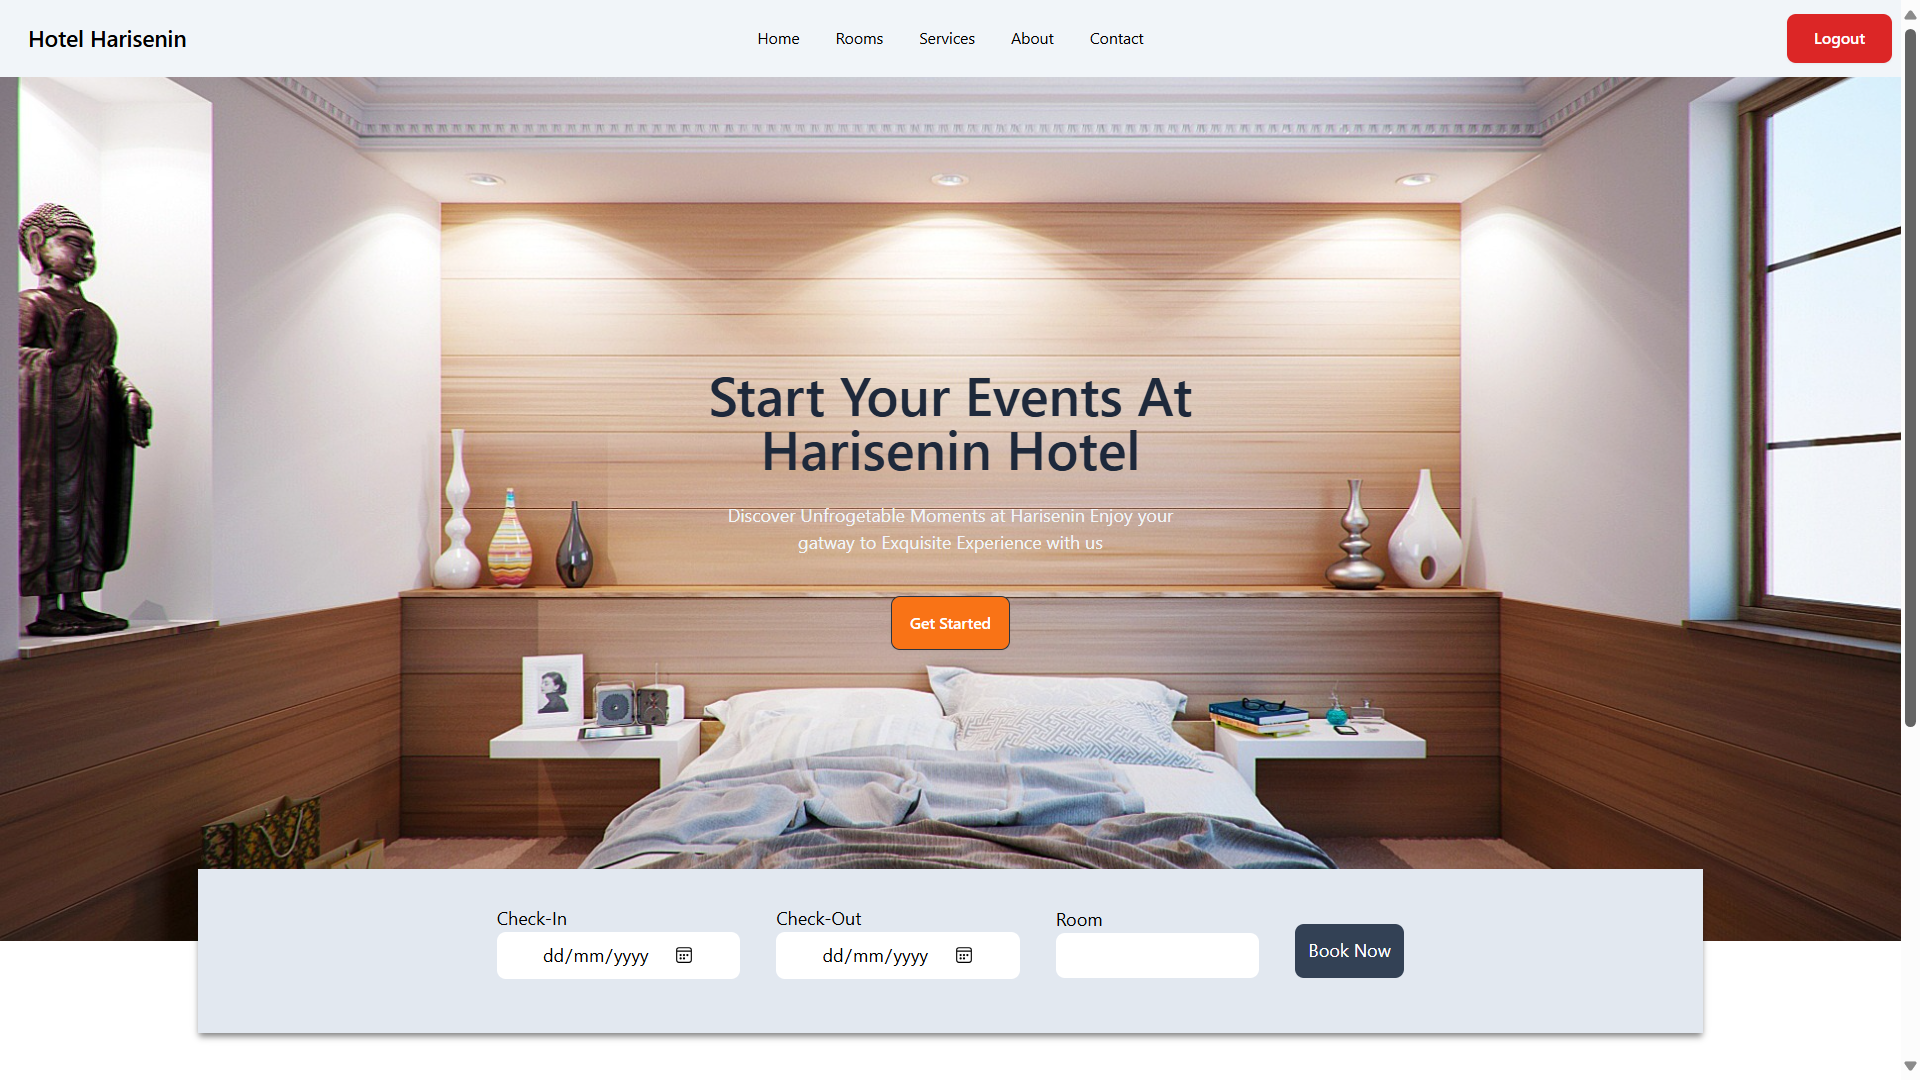 Hotel Harisenin
Home Rooms Services About Contact
Logout
Start Your Events At
Harisenin Hotel
Discover Unfrogetable Moments at Harisenin Enjoy your
gatway to Exquisite Experience with us
Get Started
Check-In
dd/mm/yyyy
Check-Out
dd/mm/yyyy
Room
Book Now